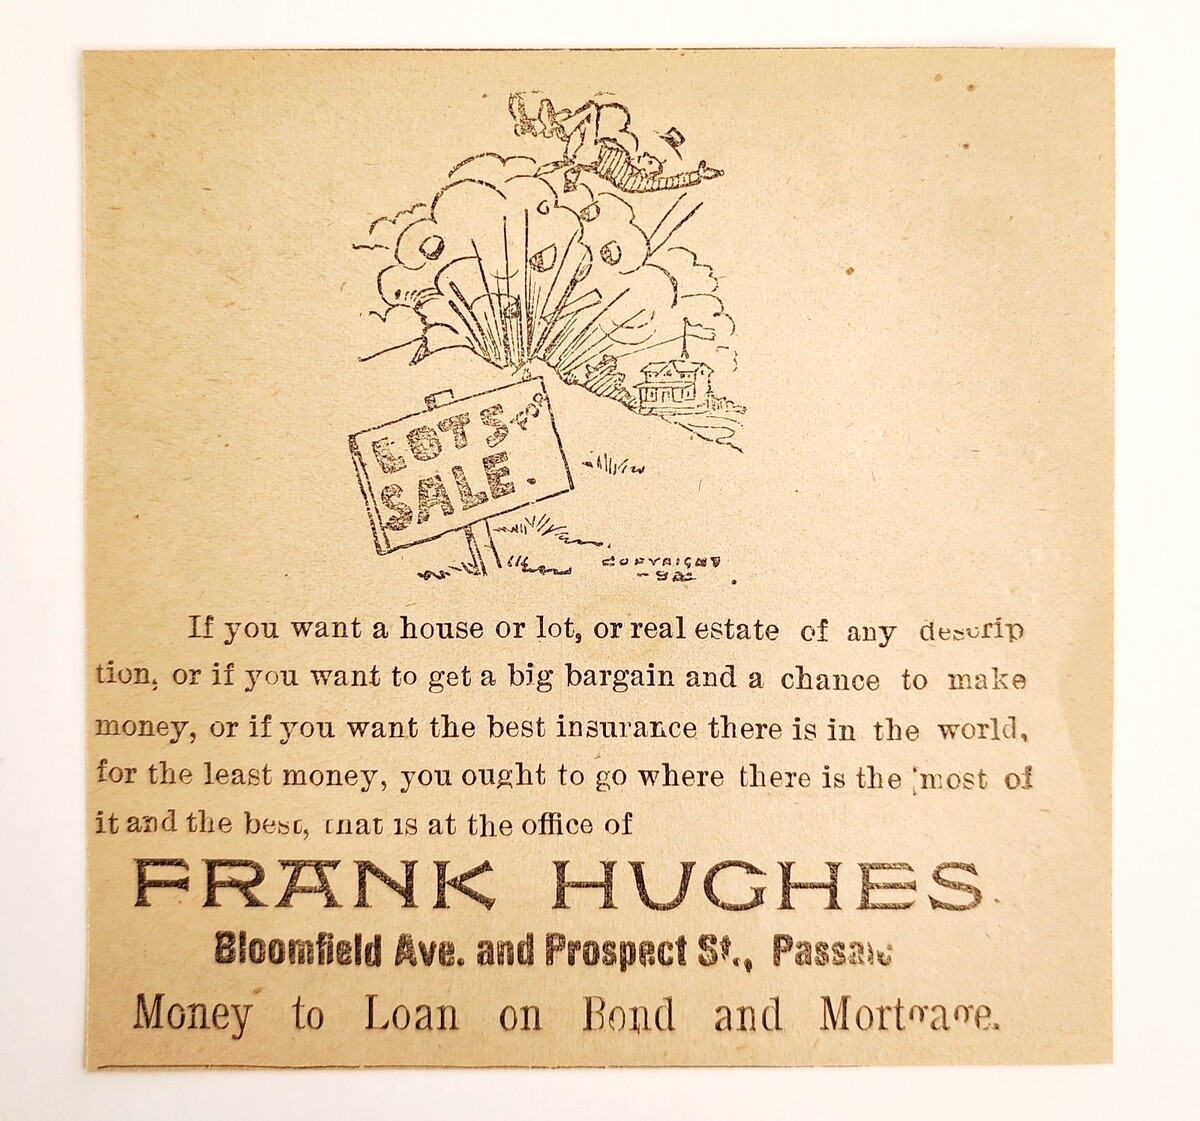 LOTS FOR
SALE.
COPYRIGHT
-92
If you want a house or lot, or real estate of any descrip
tion, or if you want to get a big bargain and a chance to make
money, or if you want the best insurance there is in the world,
for the least money, you ought to go where there is the most of
it and the best, that is at the office of
FRANK HUGHES.
Bloomfield Ave. and Prospect St., Passaic
Money to Loan on Bond and Mortgage.